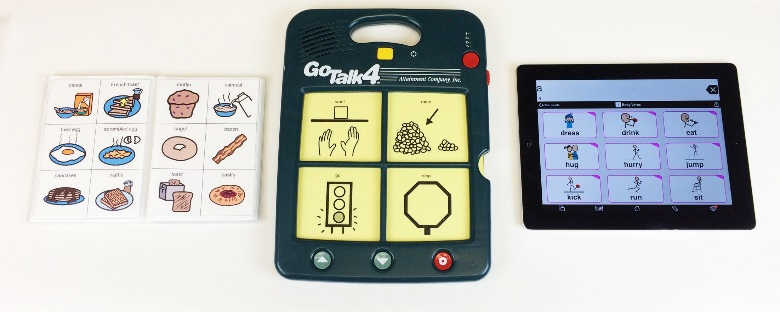 cereal
French toast
fried egg
scrambled egg
pancakes
waffle
muffin
oatmeal
bagel
bacon
toast
pastry
GoTalk4
Attainment Company, Inc.
want
more
go
stop
a
dress
drink
eat
hug
hurry
jump
kick
run
sit